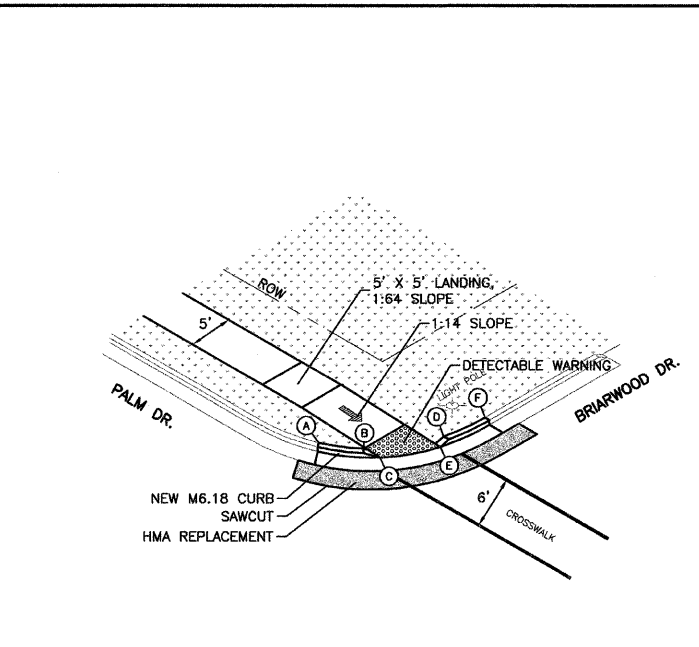 5' X 5' LANDING,
1:64 SLOPE
ROW
1:14 SLOPE
5'
DETECTABLE WARNING
LIGHT POLE
PALM DR.
BRIARWOOD DR.
A
B
D
F
C
E
NEW M6.18 CURB
SAWCUT
HMA REPLACEMENT
6'
CROSSWALK